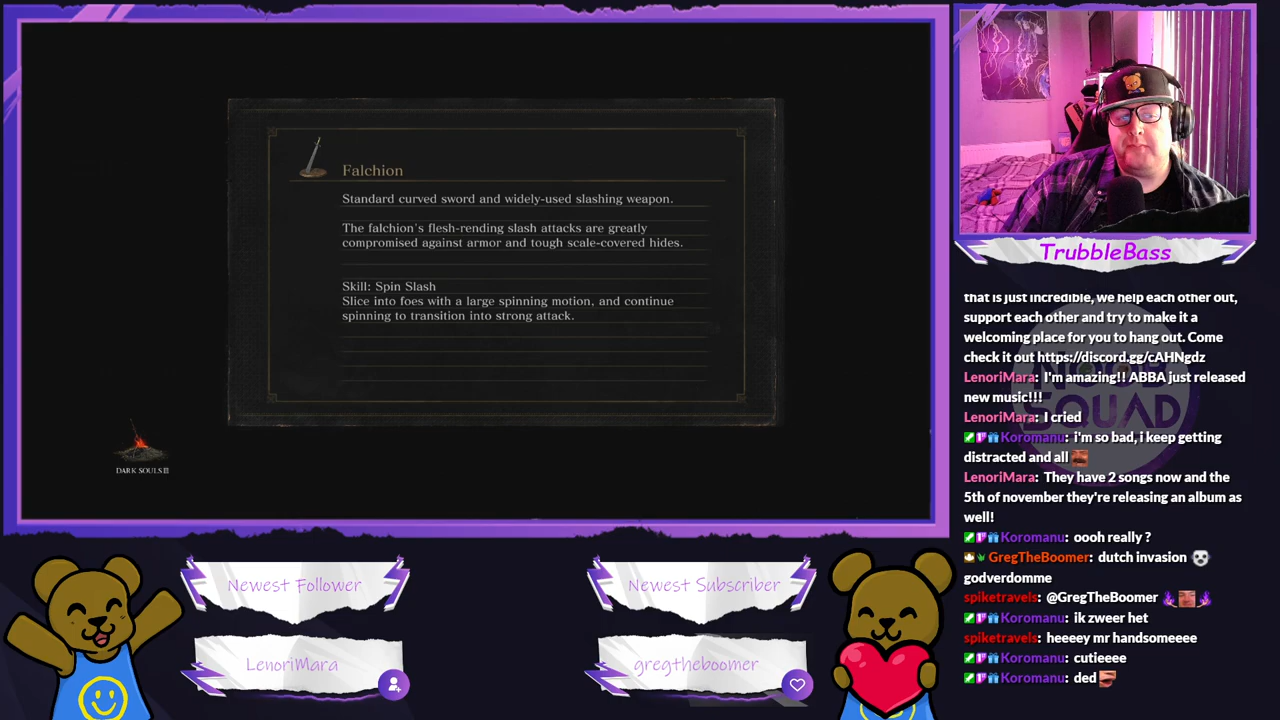 Falchion
Standard curved sword and widely-used slashing weapon.
The falchion's flesh-rending slash attacks are greatly
compromised against armor and tough scale-covered hides.
Skill: Spin Slash
Slice into foes with a large spinning motion, and continue
spinning to transition into strong attack.
DARK SOULS III
TrubbleBass
that is just incredible, we help each other out,
support each other and try to make it a
welcoming place for you to hang out. Come
check it out https://discord.gg/cAHNgdz
LenoriMara: I'm amazing!! ABBA just released
new music!!!
LenoriMara: I cried
Koromanu: i'm so bad, i keep getting
distracted and all
LenoriMara: They have 2 songs now and the
5th of november they're releasing an album as
well!
Koromanu: oooh really ?
GregTheBoomer: dutch invasion
godverdomme
spiketravels: @GregTheBoomer
Koromanu: ik zweer het
spiketravels: heeeey mr handsomeeee
Koromanu: cutieeee
Koromanu: ded
NOOB
SQUAD
Newest Follower
LenoriMara
Newest Subscriber
gregtheboomer